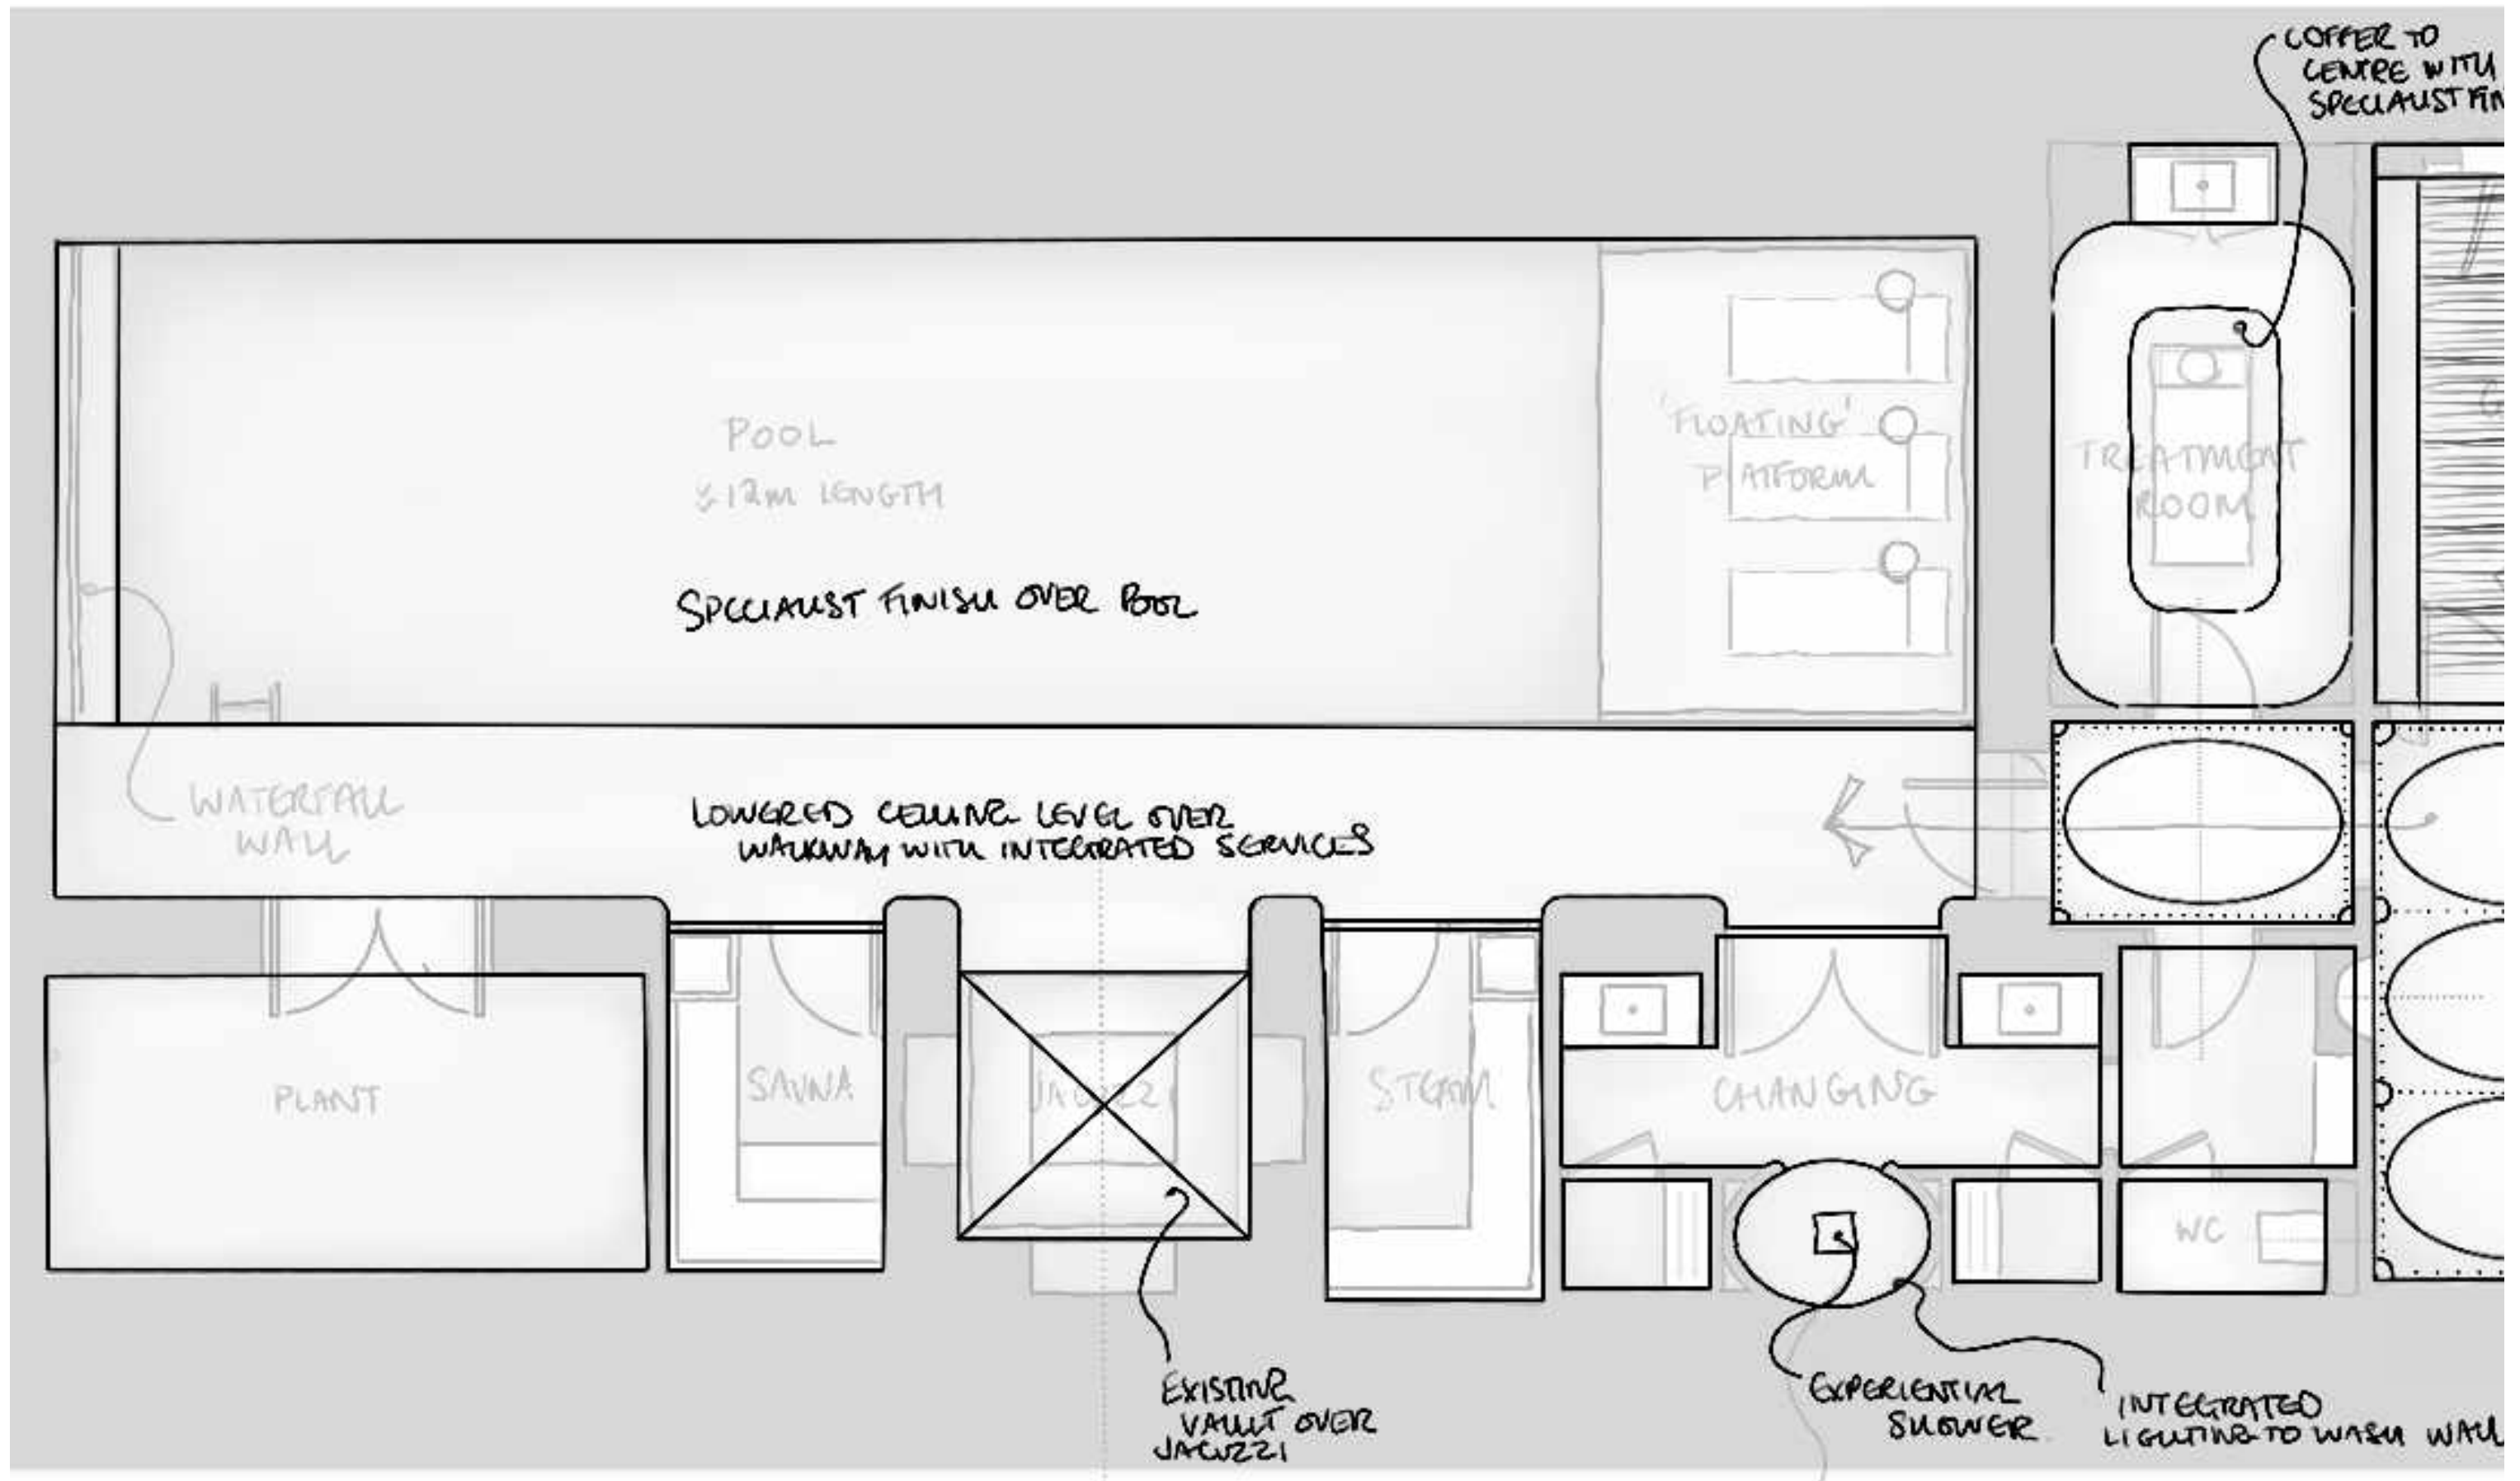 COFFER TO
CENTRE WITH
SPECIALIST FIN
POOL
12m LENGTH
'FLOATING'
PLATFORM
TREATMENT
ROOM
SPECIALIST FINISH OVER POOL
WATERFALL
WALL
LOWERED CEILING LEVEL OVER
WALKWAY WITH INTEGRATED SERVICES
PLANT
SAUNA
JACUZZI
STEAM
CHANGING
WC
EXISTING
VAULT OVER
JACUZZI
EXPERIENTIAL
SHOWER
INTEGRATED
LIGHTING TO WASH WALL